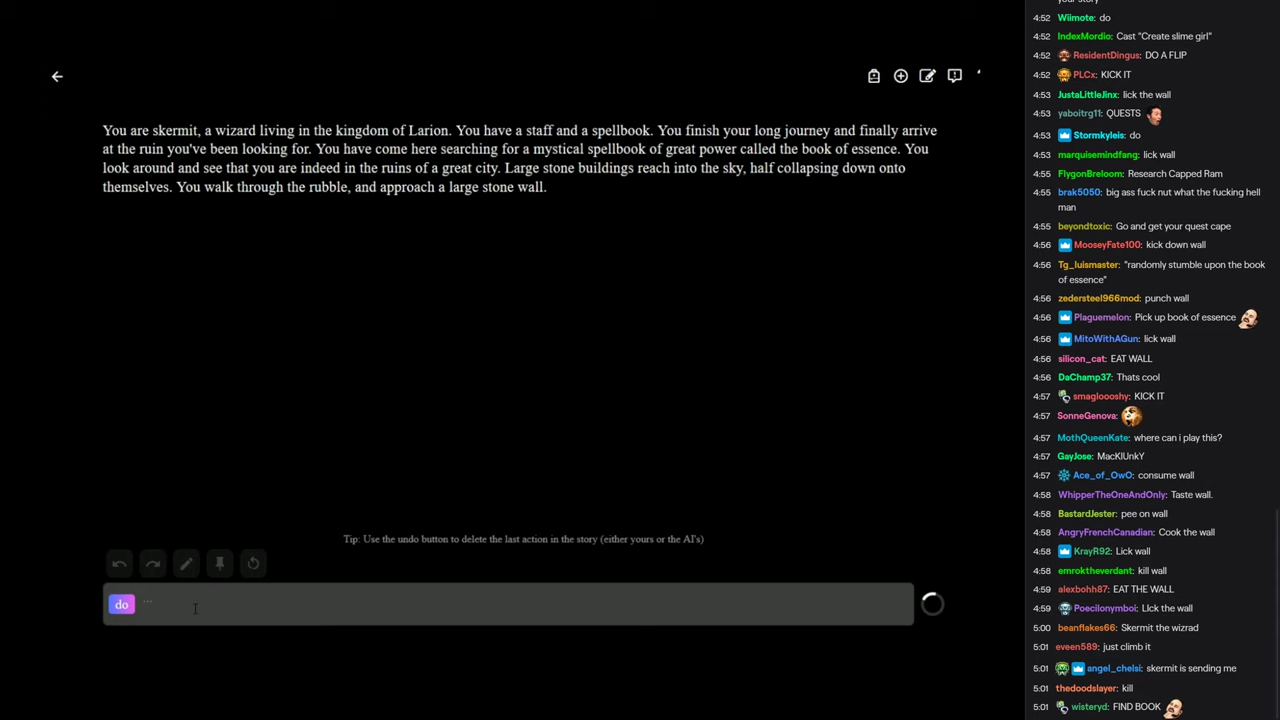 You are skermit, a wizard living in the kingdom of Larion. You have a staff and a spellbook. You finish your long journey and finally arrive
at the ruin you've been looking for. You have come here searching for a mystical spellbook of great power called the book of essence. You
look around and see that you are indeed in the ruins of a great city. Large stone buildings reach into the sky, half collapsing down onto
themselves. You walk through the rubble, and approach a large stone wall.
Tip: Use the undo button to delete the last action in the story (either yours or the AI's)
do ...
your story
4:52 Wiimote: do
4:52 IndexMordio: Cast "Create slime girl"
4:52 ResidentDingus: DO A FLIP
4:52 PLCx: KICK IT
4:53 JustaLittleJinx: lick the wall
4:53 yaboitrg11: QUESTS
4:53 Stormkyleis: do
4:53 marquisemindfang: lick wall
4:55 FlygonBreloom: Research Capped Ram
4:55 brak5050: big ass fuck nut what the fucking hell
man
4:55 beyondtoxic: Go and get your quest cape
4:56 MooseyFate100: kick down wall
4:56 Tg_luismaster: "randomly stumble upon the book
of essence"
4:56 zedersteel966mod: punch wall
4:56 Plaguemelon: Pick up book of essence
4:56 MitoWithAGun: lick wall
4:56 silicon_cat: EAT WALL
4:56 DaChamp37: Thats cool
4:57 smagloooshy: KICK IT
4:57 SonneGenova:
4:57 MothQueenKate: where can i play this?
4:57 GayJose: MacKlUnkY
4:57 Ace_of_OwO: consume wall
4:58 WhipperTheOneAndOnly: Taste wall.
4:58 BastardJester: pee on wall
4:58 AngryFrenchCanadian: Cook the wall
4:58 KrayR92: Lick wall
4:58 emroktheverdant: kill wall
4:59 alexbohh87: EAT THE WALL
4:59 Poecilonymboi: LIck the wall
5:00 beanflakes66: Skermit the wizrad
5:01 eveen589: just climb it
5:01 angel_chelsi: skermit is sending me
5:01 thedoodslayer: kill
5:01 wisteryd: FIND BOOK